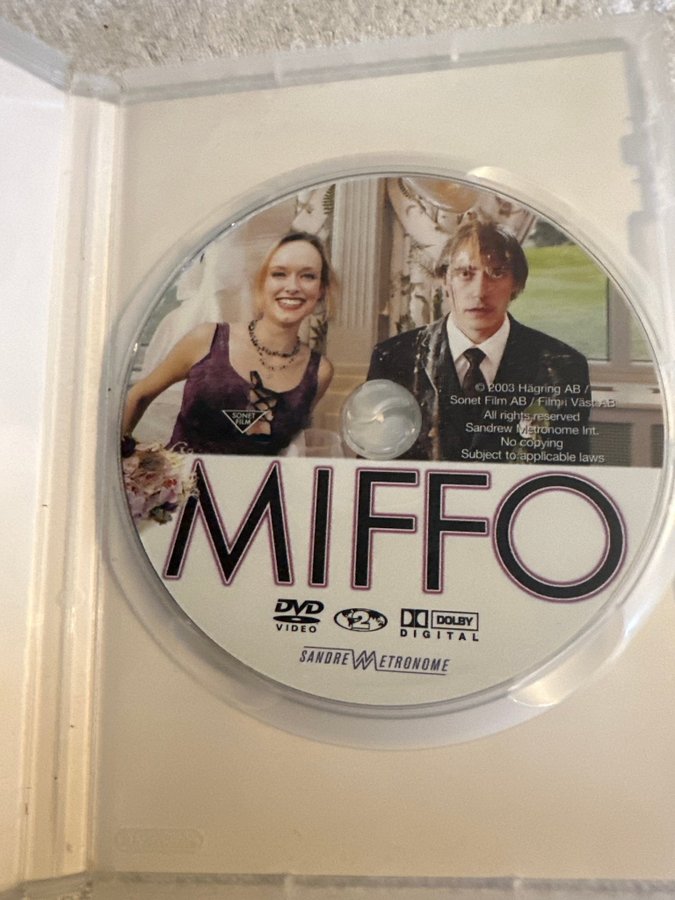 © 2003 Hägring AB /
Sonet Film AB / Film i Väst AB
All rights reserved
Sandrew Metronome Int.
No copying
Subject to applicable laws
SONET
FILM
MIFFO
DVD
VIDEO
2
DOLBY
DIGITAL
SANDREW METRONOME